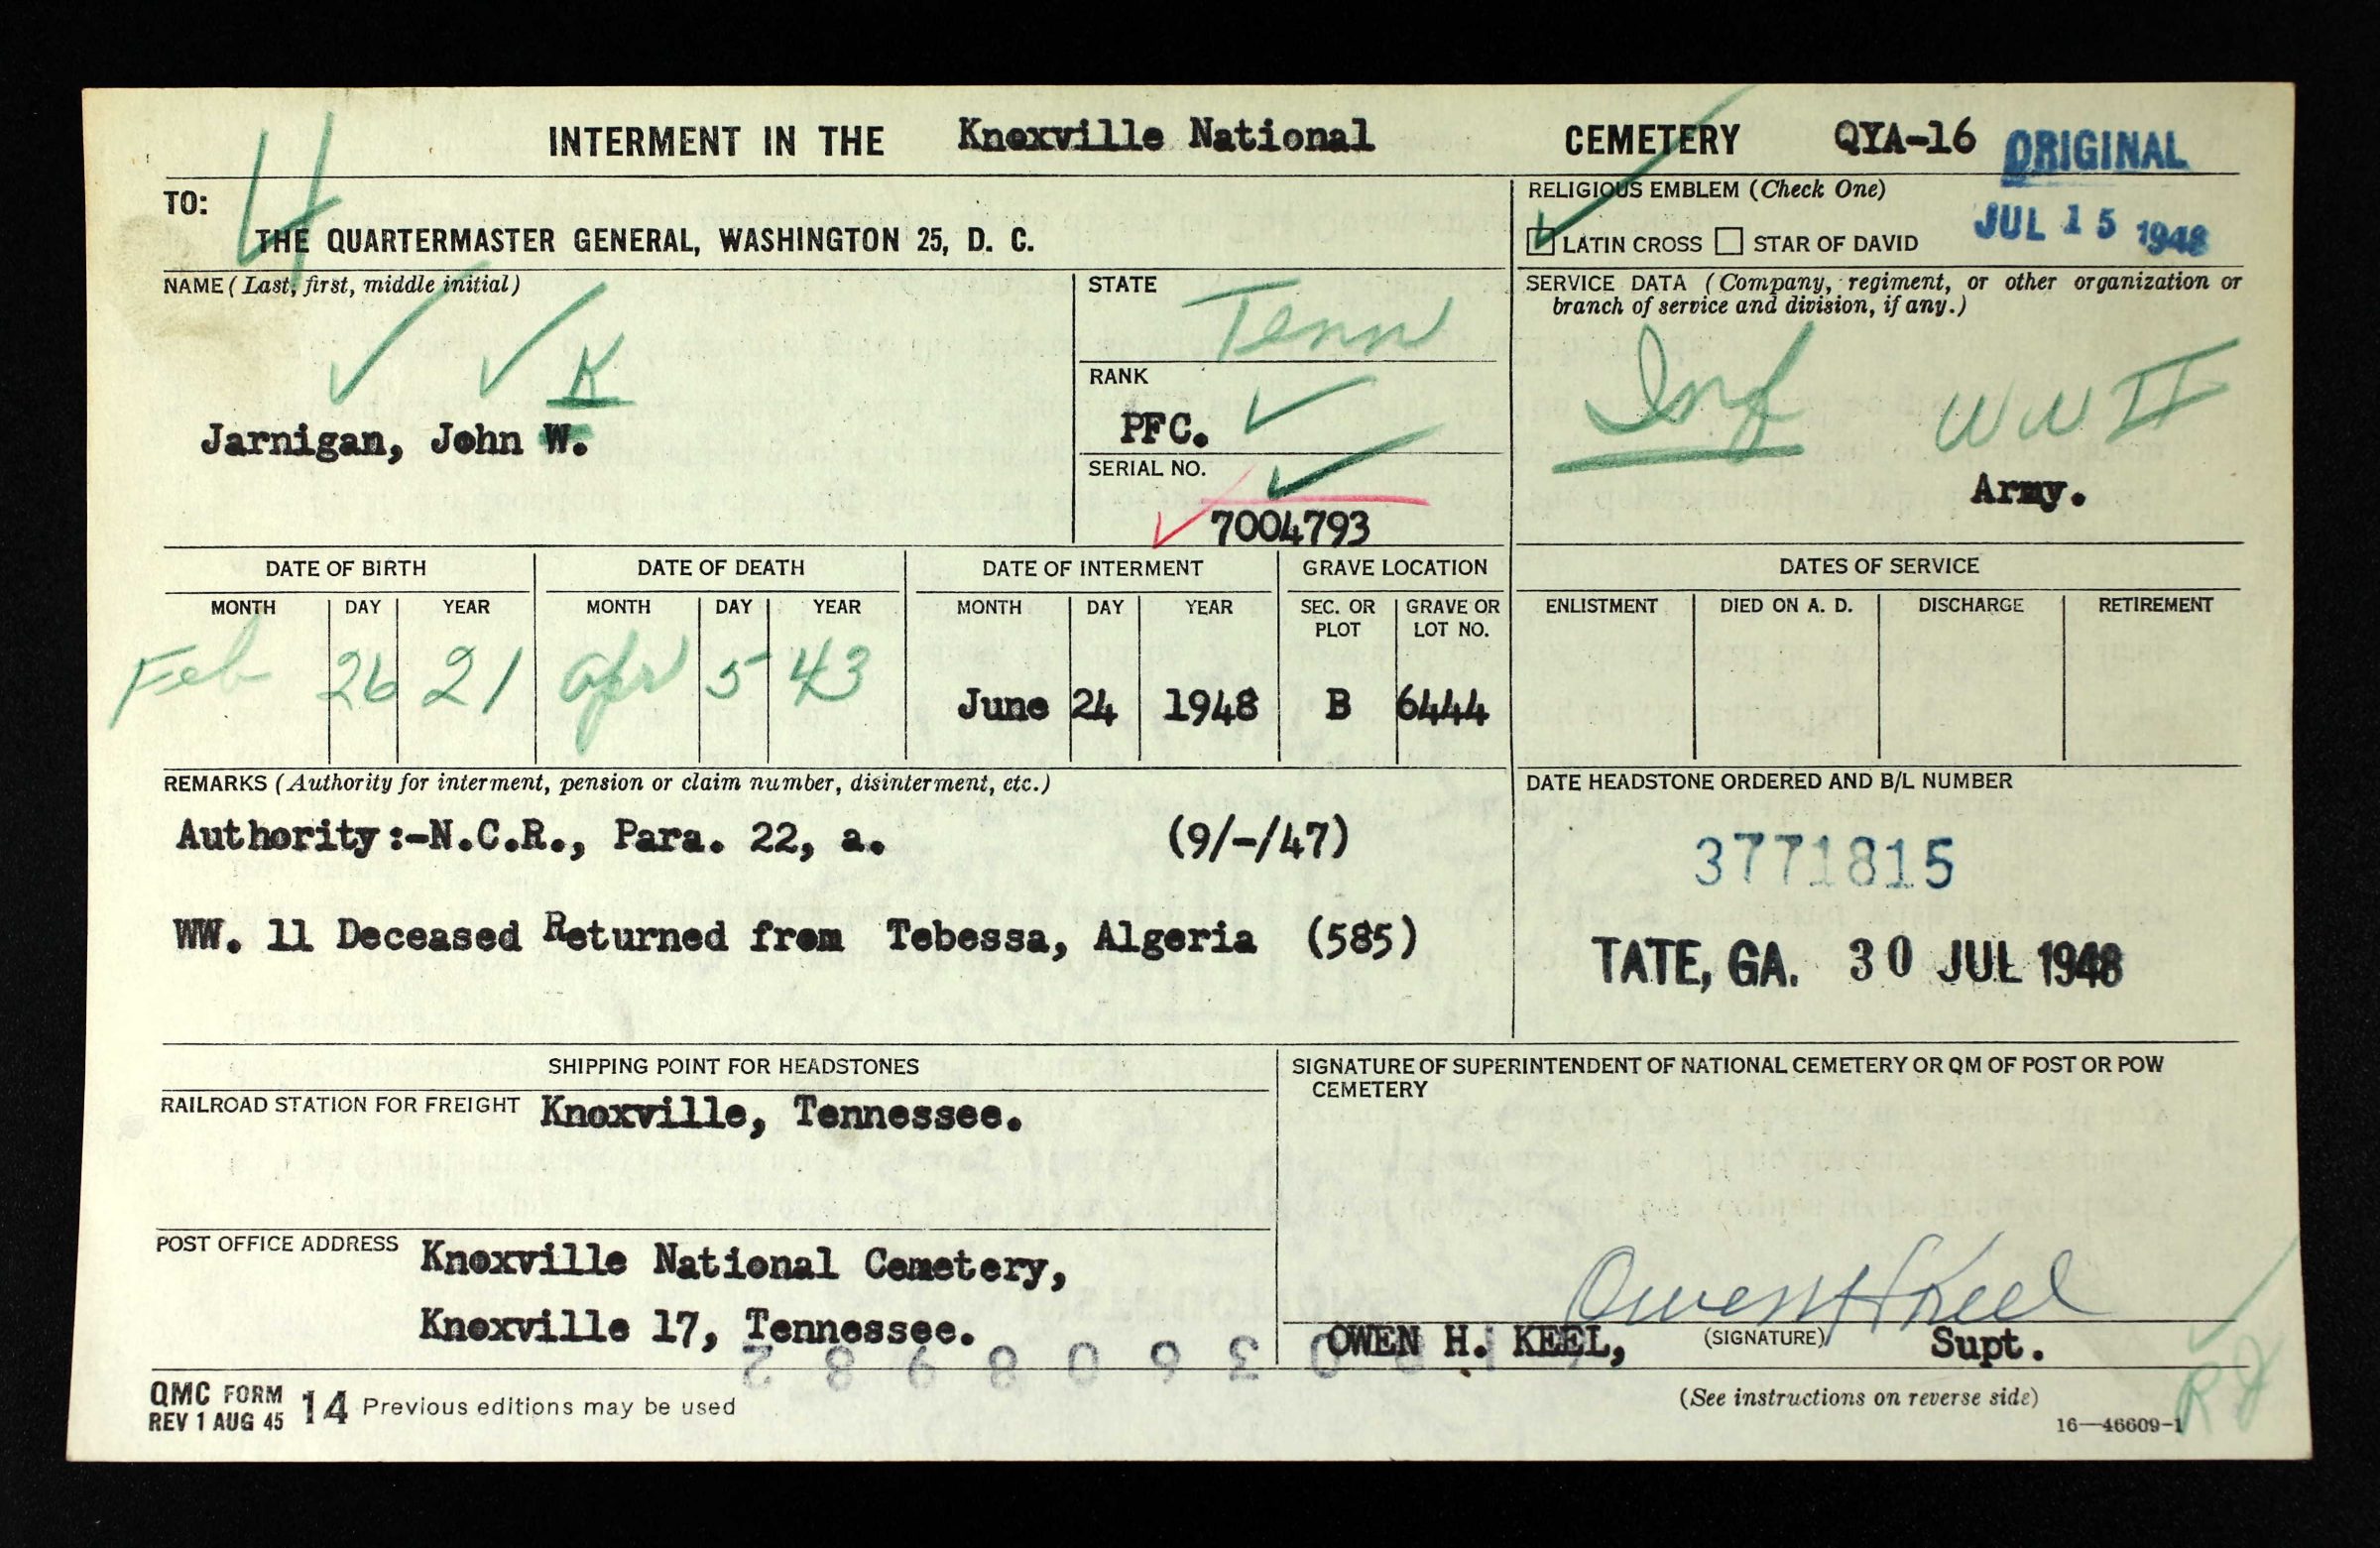 INTERMENT IN THE Knoxville National CEMETERY QYA-16 ORIGINAL
TO:
THE QUARTERMASTER GENERAL, WASHINGTON 25, D. C.
RELIGIOUS EMBLEM (Check One)
LATIN CROSS STAR OF DAVID
JUL 15 1948
NAME (Last, first, middle initial)
K
Jarnigan, John W.
STATE
Tenn
RANK
PFC.
SERIAL NO.
7004793
SERVICE DATA (Company, regiment, or other organization or
branch of service and division, if any.)
Inf WW II
Army.
DATE OF BIRTH DATE OF DEATH DATE OF INTERMENT GRAVE LOCATION DATES OF SERVICE
MONTH DAY YEAR MONTH DAY YEAR MONTH DAY YEAR SEC. OR PLOT GRAVE OR LOT NO. ENLISTMENT DIED ON A. D. DISCHARGE RETIREMENT
Feb 26 21 Apr 5 43 June 24 1948 B 6444
REMARKS (Authority for interment, pension or claim number, disinterment, etc.)
Authority:-N.C.R., Para. 22, a. (9/-/47)
WW. 11 Deceased Returned from Tebessa, Algeria (585)
DATE HEADSTONE ORDERED AND B/L NUMBER
3771815
TATE, GA. 30 JUL 1948
SHIPPING POINT FOR HEADSTONES
RAILROAD STATION FOR FREIGHT Knoxville, Tennessee.
POST OFFICE ADDRESS Knoxville National Cemetery,
Knoxville 17, Tennessee.
SIGNATURE OF SUPERINTENDENT OF NATIONAL CEMETERY OR QM OF POST OR POW
CEMETERY
Owen H Keel
OWEN H. KEEL, (SIGNATURE) Supt.
QMC FORM 14 Previous editions may be used
REV 1 AUG 45
(See instructions on reverse side)
16—46609-1